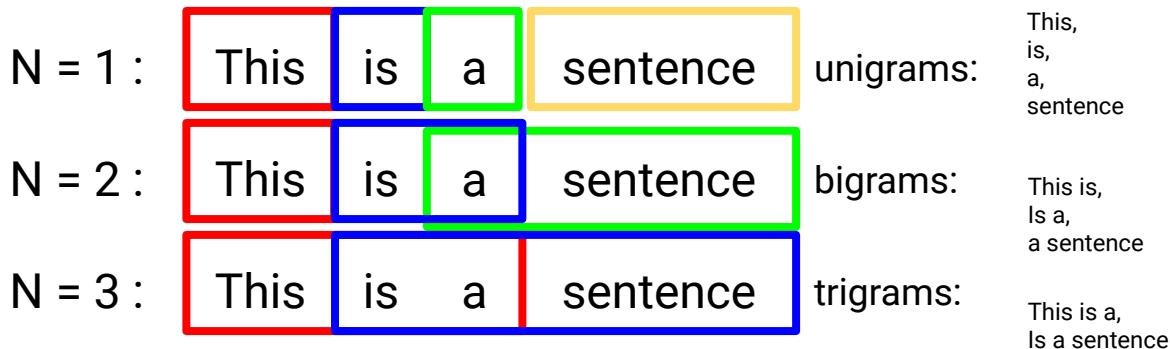 N = 1 : This is a sentence unigrams:
This,
is,
a,
sentence
N = 2 : This is a sentence bigrams:
This is,
Is a,
a sentence
N = 3 : This is a sentence trigrams:
This is a,
Is a sentence